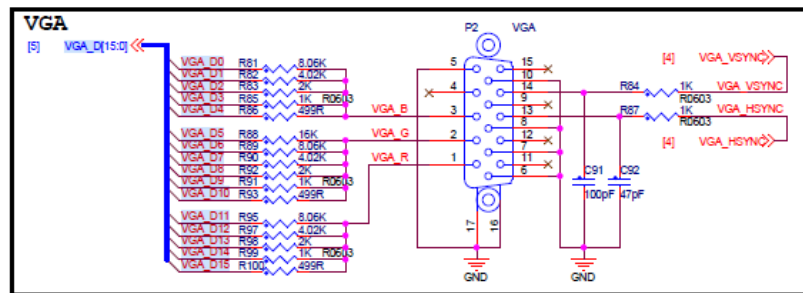 VGA
[5] VGA_D[15:0]
VGA_D0 R81 8.06K
VGA_D1 R82 4.02K
VGA_D2 R83 2K
VGA_D3 R85 1K R0603
VGA_D4 R86 499R
VGA_B
VGA_D5 R88 16K
VGA_D6 R89 8.06K
VGA_D7 R90 4.02K
VGA_D8 R92 2K
VGA_D9 R91 1K R0603
VGA_D10 R93 499R
VGA_G
VGA_R
VGA_D11 R95 8.06K
VGA_D12 R97 4.02K
VGA_D13 R98 2K
VGA_D14 R99 1K R0603
VGA_D15 R100 499R
P2 VGA
5 15
10
4 14
9
3 13
8
2 12
7
1 11
6
17 16
GND
[4] VGA_VSYNC
R84 1K VGA_VSYNC
R0603
R87 1K VGA_HSYNC
R0603
[4] VGA_HSYNC
C91 C92
100pF 47pF
GND